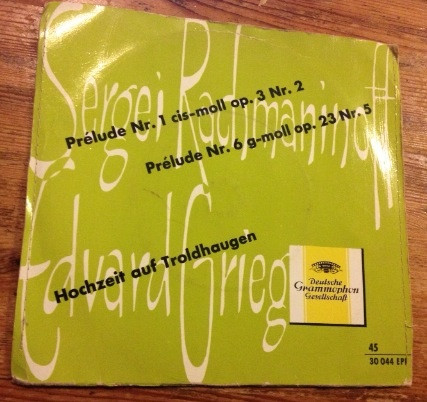 Sergei Rachmaninoff
Prélude Nr. 1 cis-moll op. 3 Nr. 2
Prélude Nr. 6 g-moll op. 23 Nr. 5
Edvard Grieg
Hochzeit auf Troldhaugen
Deutsche
Grammophon
Gesellschaft
45
30 044 EPl